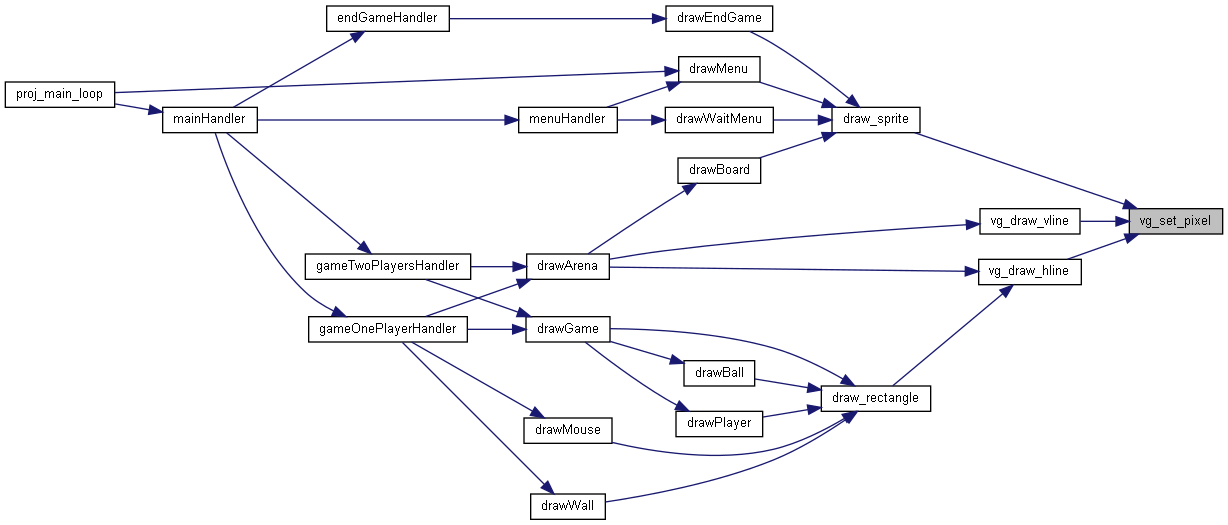 endGameHandler
drawEndGame
drawMenu
proj_main_loop
mainHandler
menuHandler
drawWaitMenu
draw_sprite
drawBoard
vg_draw_vline
vg_set_pixel
gameTwoPlayersHandler
drawArena
vg_draw_hline
gameOnePlayerHandler
drawGame
drawBall
draw_rectangle
drawPlayer
drawMouse
drawWall